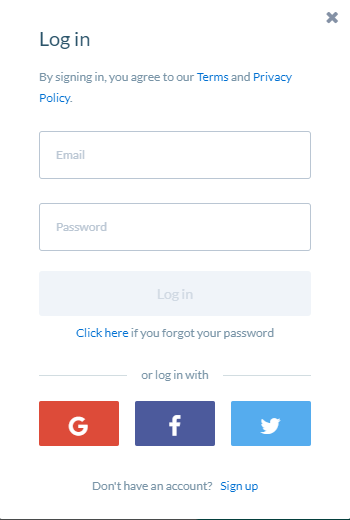 Log in
By signing in, you agree to our Terms and Privacy
Policy.
Email
Password
Log in
Click here if you forgot your password
or log in with
Don't have an account? Sign up